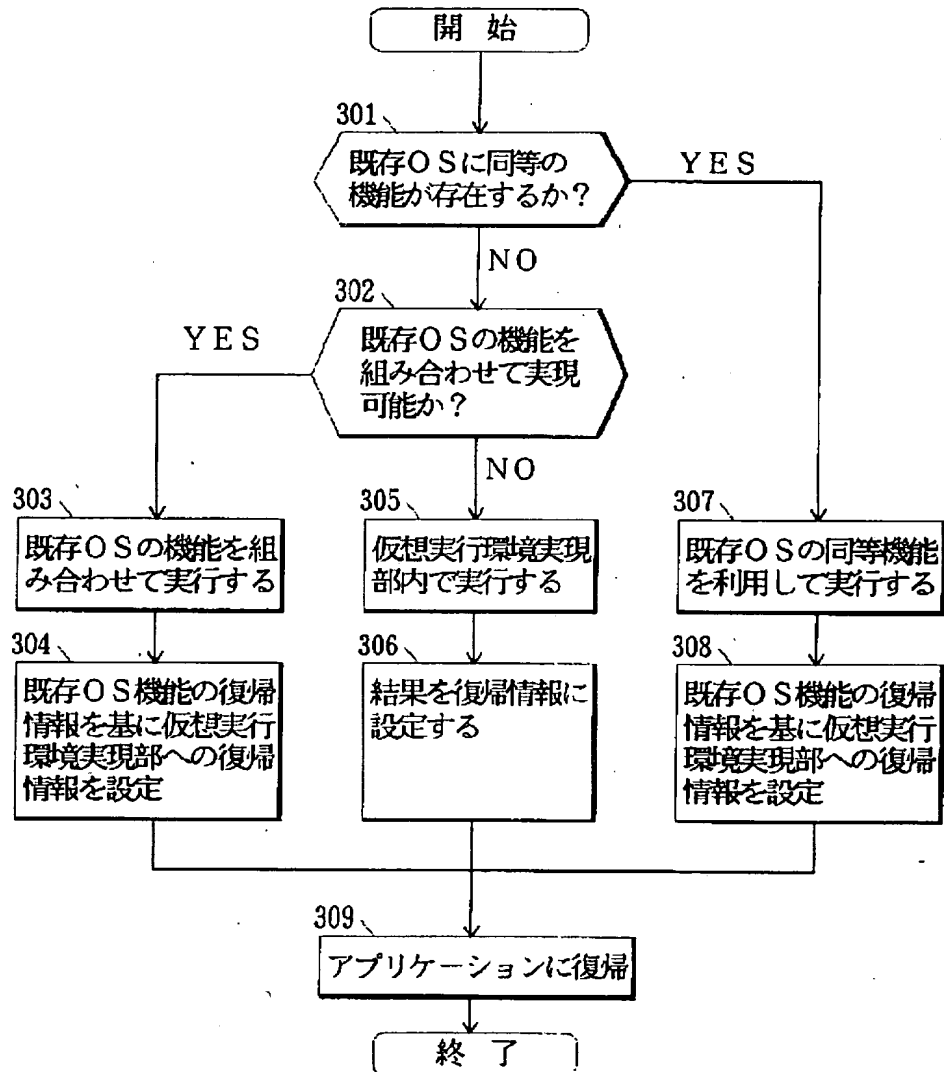 開始
301
既存OSに同等の
機能が存在するか？
YES
NO
302
既存OSの機能を
組み合わせて実現
可能か？
YES
NO
303
既存OSの機能を組
み合わせて実行する
305
仮想実行環境実現
部内で実行する
307
既存OSの同等機能
を利用して実行する
304
既存OS機能の復帰
情報を基に仮想実行
環境実現部への復帰
情報を設定
306
結果を復帰情報に
設定する
308
既存OS機能の復帰
情報を基に仮想実行
環境実現部への復帰
情報を設定
309
アプリケーションに復帰
終了